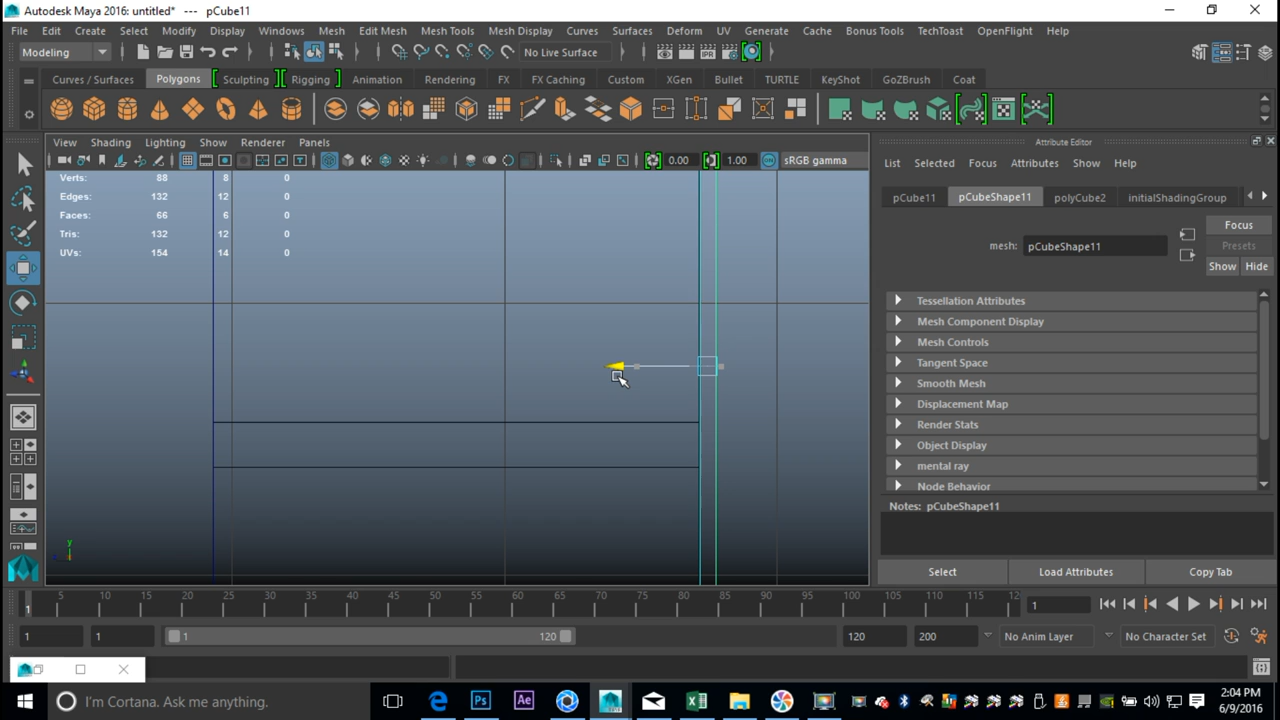 Autodesk Maya 2016: untitled* --- pCube11
File Edit Create Select Modify Display Windows Mesh Edit Mesh Mesh Tools Mesh Display Curves Surfaces Deform UV Generate Cache Bonus Tools TechToast OpenFlight Help
No Live Surface
Curves / Surfaces Polygons Sculpting Rigging Animation Rendering FX FX Caching Custom XGen Bullet TURTLE KeyShot GoZBrush Coat
Modeling
View Shading Lighting Show Renderer Panels
0.00 1.00 sRGB gamma
Verts: 88 8 0
Edges: 132 12 0
Faces: 66 6 0
Tris: 132 12 0
UVs: 154 14 0
y
Attribute Editor
List Selected Focus Attributes Show Help
pCube11 pCubeShape11 polyCube2 initialShadingGroup
Focus
mesh: pCubeShape11
Presets
Show Hide
Tessellation Attributes
Mesh Component Display
Mesh Controls
Tangent Space
Smooth Mesh
Displacement Map
Render Stats
Object Display
mental ray
Node Behavior
Notes: pCubeShape11
Select Load Attributes Copy Tab
1 5 10 15 20 25 30 35 40 45 50 55 60 65 70 75 80 85 90 95 100 105 110 115 12
1
1 1 1 120 120 200 No Anim Layer No Character Set
I'm Cortana. Ask me anything.
2:04 PM
6/9/2016